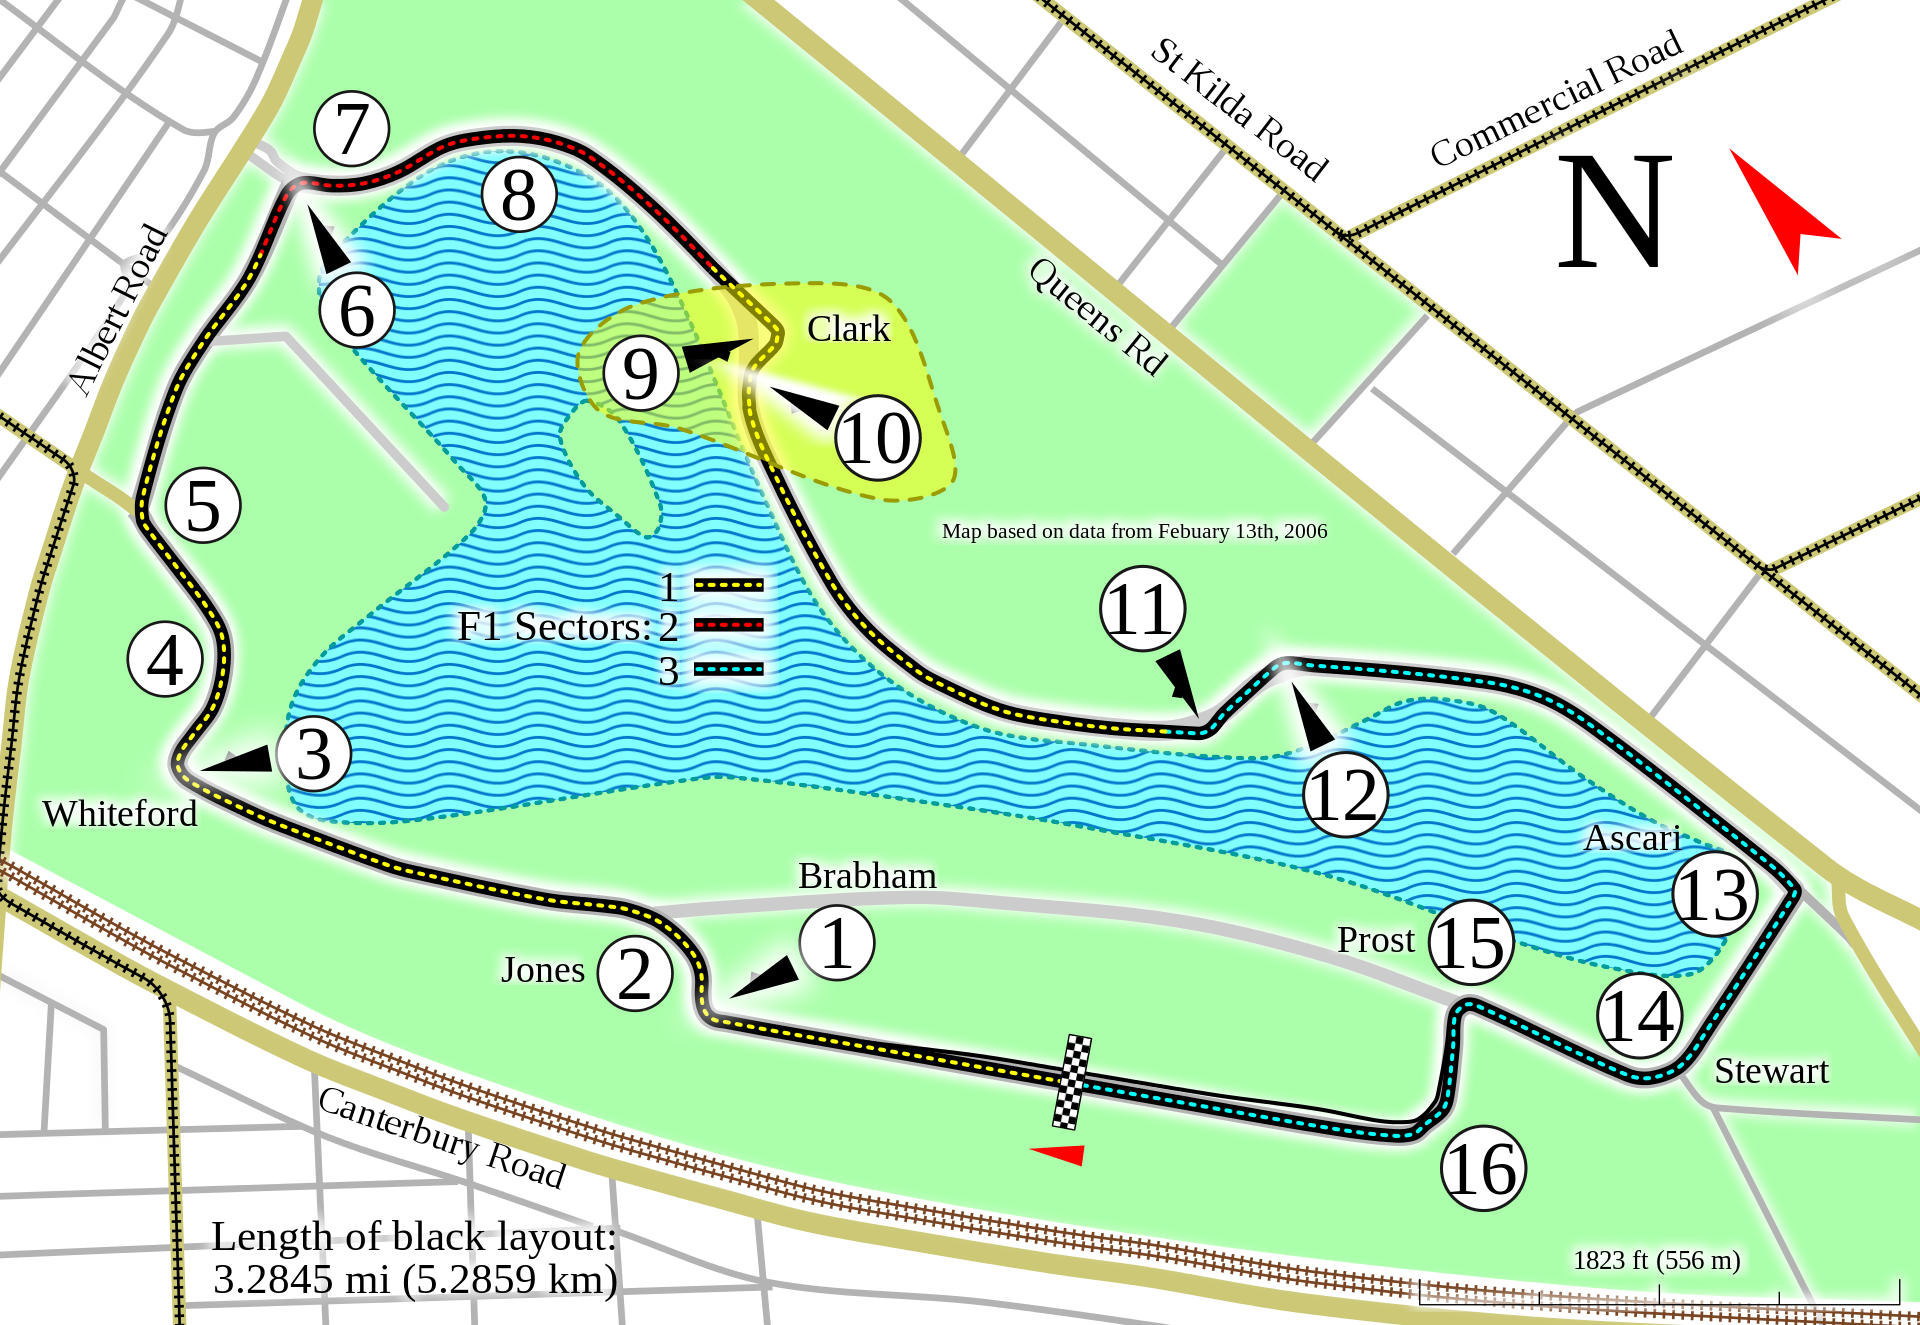 St Kilda Road
Commercial Road
N
7
8
Albert Road
6
Clark
Queens Rd
9
10
5
Map based on data from Febuary 13th, 2006
1
F1 Sectors: 2
3
11
4
3
12
Whiteford
Ascari
Brabham
13
Jones
2
1
Prost
15
14
Stewart
Canterbury Road
16
Length of black layout:
3.2845 mi (5.2859 km)
1823 ft (556 m)